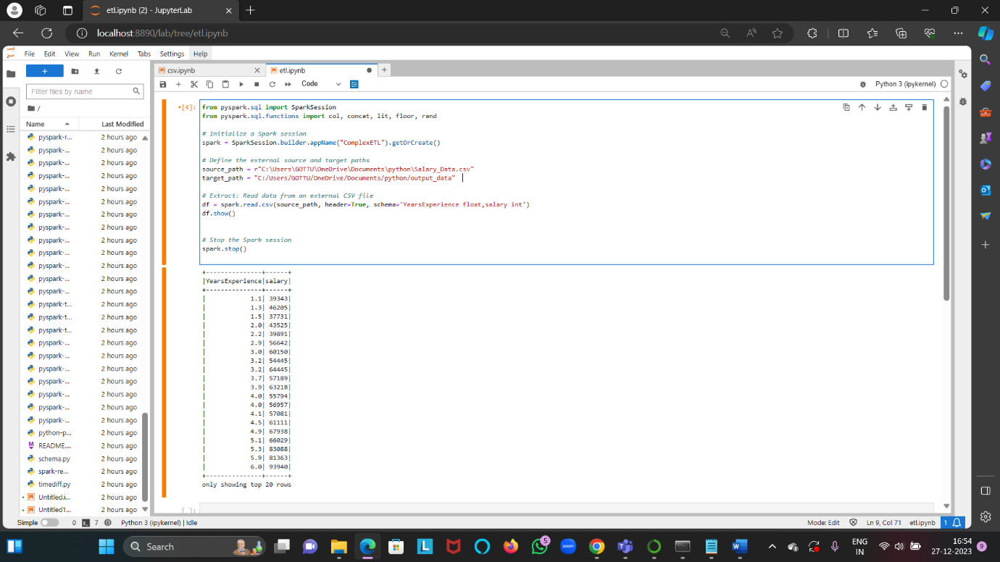 etl.ipynb (2) - JupyterLab
localhost:8890/lab/tree/etl.ipynb
File Edit View Run Kernel Tabs Settings Help
csv.ipynb
etl.ipynb
Code
Python 3 (ipykernel)
Filter files by name
/
Name Last Modified
pyspark-r... 2 hours ago
pyspark-... 2 hours ago
pyspark-... 2 hours ago
pyspark-... 2 hours ago
pyspark-... 2 hours ago
pyspark-... 2 hours ago
pyspark-... 2 hours ago
pyspark-... 2 hours ago
pyspark-... 2 hours ago
pyspark-... 2 hours ago
pyspark-... 2 hours ago
pyspark-... 2 hours ago
pyspark-... 2 hours ago
pyspark-t... 2 hours ago
pyspark-t... 2 hours ago
pyspark-t... 2 hours ago
pyspark-... 2 hours ago
pyspark-... 2 hours ago
pyspark-... 2 hours ago
pyspark-... 2 hours ago
pyspark-... 2 hours ago
pyspark-... 2 hours ago
pyspark-... 2 hours ago
python-p... 2 hours ago
README.... 2 hours ago
schema.py 2 hours ago
spark-re... 2 hours ago
timediff.py 2 hours ago
Untitled.i... 2 hours ago
Untitled1... 2 hours ago
[4]:
from pyspark.sql import SparkSession
from pyspark.sql.functions import col, concat, lit, floor, rand
# Initialize a Spark session
spark = SparkSession.builder.appName("ComplexETL").getOrCreate()
# Define the external source and target paths
source_path = r"C:\Users\GOTTU\OneDrive\Documents\python\Salary_Data.csv"
target_path = "C:/Users/GOTTU/OneDrive/Documents/python/output_data"
# Extract: Read data from an external CSV file
df = spark.read.csv(source_path, header=True, schema='YearsExperience float,salary int')
df.show()
# Stop the Spark session
spark.stop()
+---------------+------+
|YearsExperience|salary|
+---------------+------+
|            1.1| 39343|
|            1.3| 46205|
|            1.5| 37731|
|            2.0| 43525|
|            2.2| 39891|
|            2.9| 56642|
|            3.0| 60150|
|            3.2| 54445|
|            3.2| 64445|
|            3.7| 57189|
|            3.9| 63218|
|            4.0| 55794|
|            4.0| 56957|
|            4.1| 57081|
|            4.5| 61111|
|            4.9| 67938|
|            5.1| 66029|
|            5.3| 83088|
|            5.9| 81363|
|            6.0| 93940|
+---------------+------+
only showing top 20 rows
[ ]:
Simple 0 7 Python 3 (ipykernel) | Idle Mode: Edit Ln 9, Col 71 etl.ipynb 1
Search
5
zoom
ENG
IN
16:54
27-12-2023
9